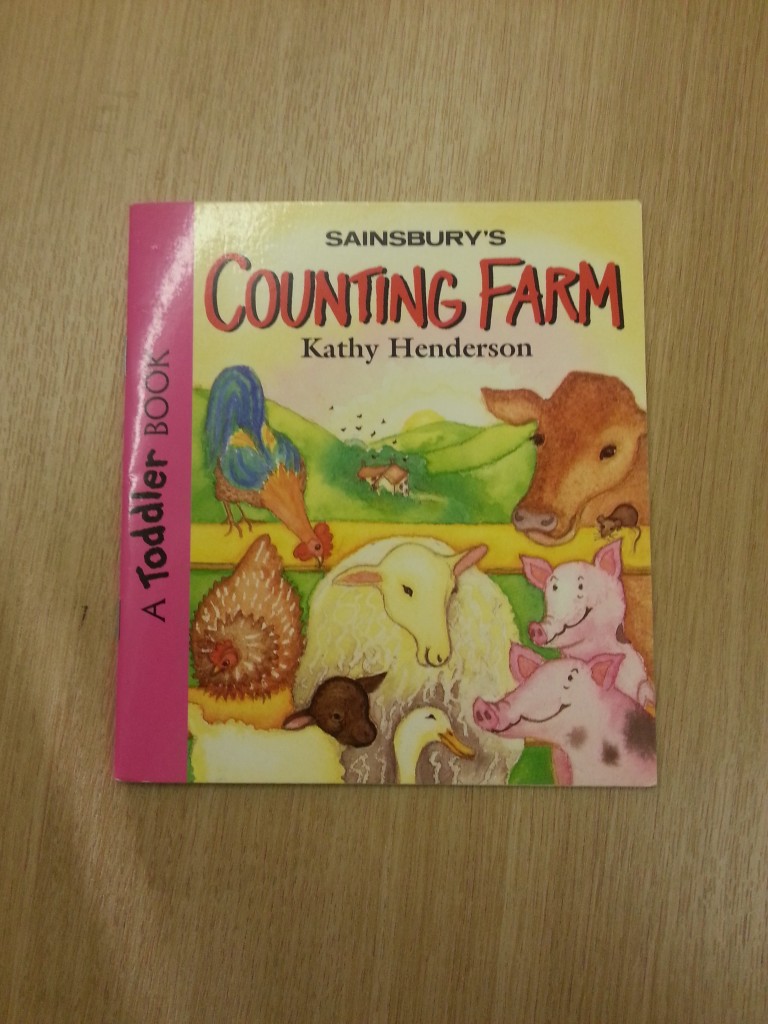 SAINSBURY'S
COUNTING FARM
Kathy Henderson
A Toddler BOOK